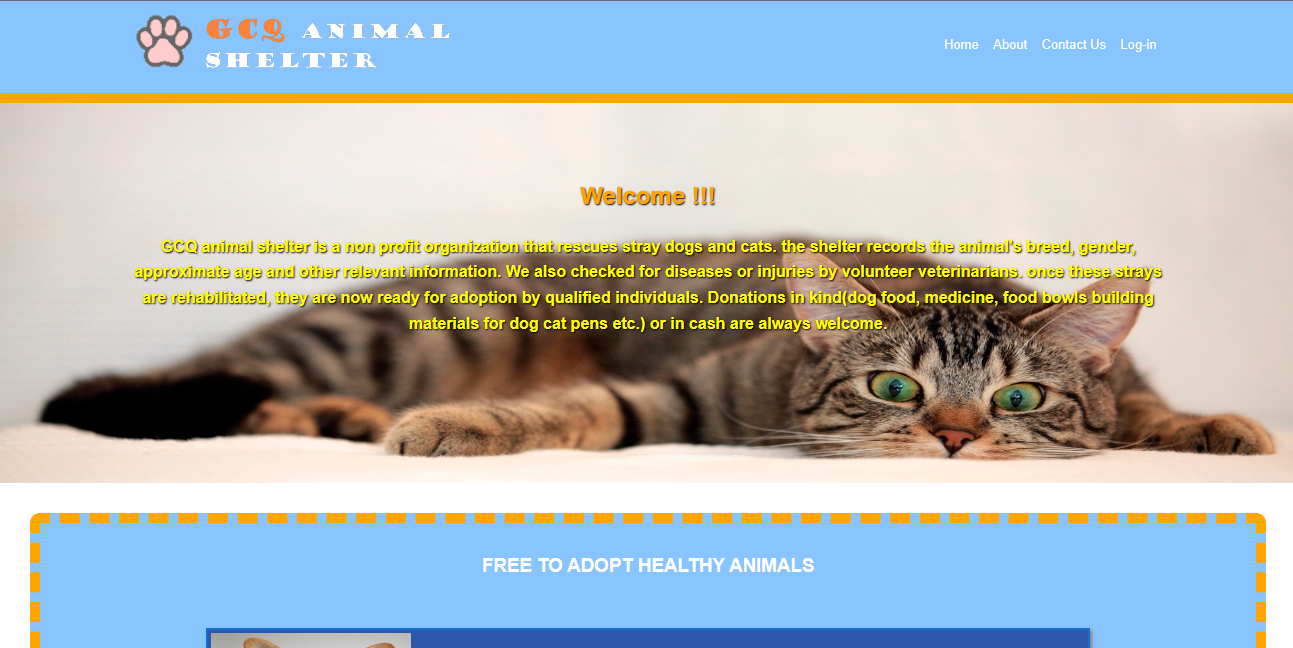 GCQ ANIMAL
SHELTER
Home About Contact Us Log-in
Welcome !!!
GCQ animal shelter is a non profit organization that rescues stray dogs and cats. the shelter records the animal's breed, gender,
approximate age and other relevant information. We also checked for diseases or injuries by volunteer veterinarians. once these strays
are rehabilitated, they are now ready for adoption by qualified individuals. Donations in kind(dog food, medicine, food bowls building
materials for dog cat pens etc.) or in cash are always welcome.
FREE TO ADOPT HEALTHY ANIMALS